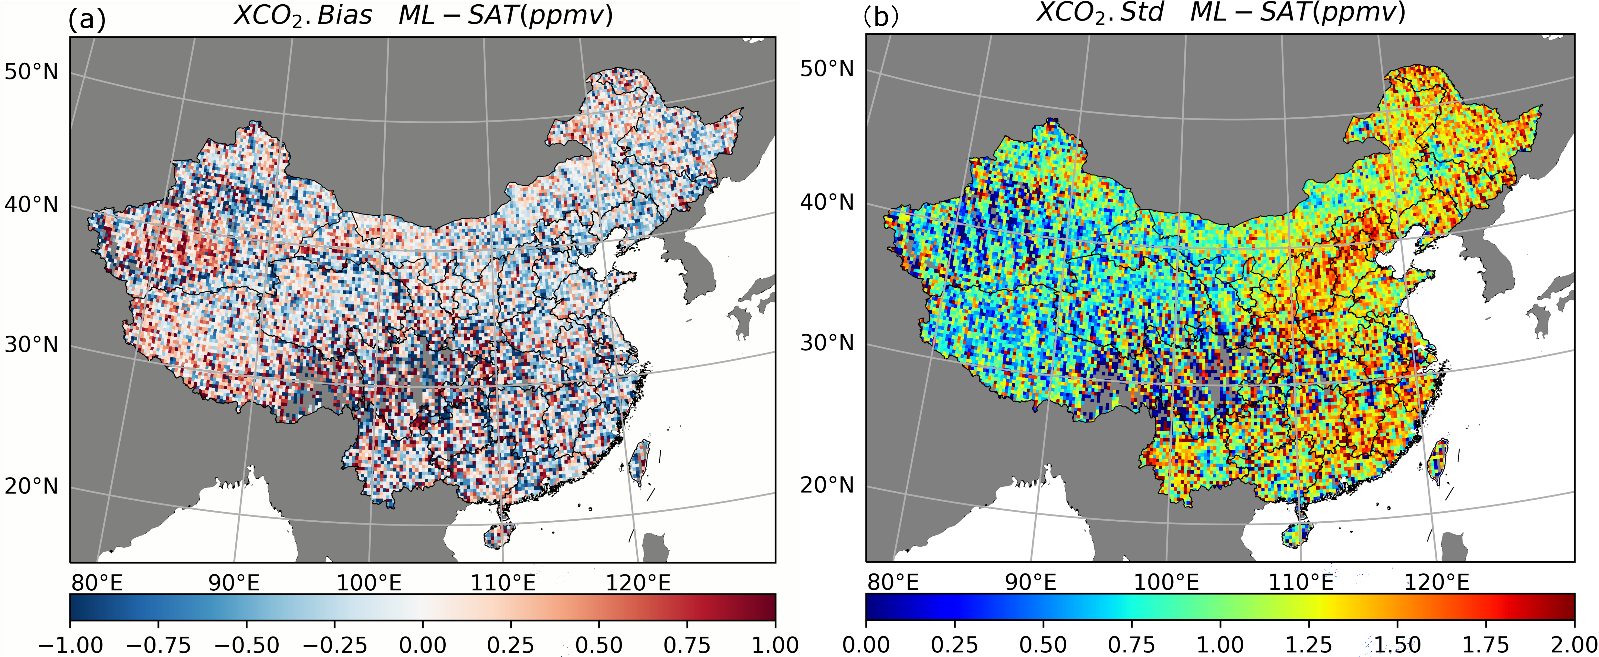 (a) XCO₂.Bias ML−SAT(ppmv)
50°N
40°N
30°N
20°N
80°E 90°E 100°E 110°E 120°E
−1.00 −0.75 −0.50 −0.25 0.00 0.25 0.50 0.75 1.00
(b) XCO₂.Std ML−SAT(ppmv)
50°N
40°N
30°N
20°N
80°E 90°E 100°E 110°E 120°E
0.00 0.25 0.50 0.75 1.00 1.25 1.50 1.75 2.00